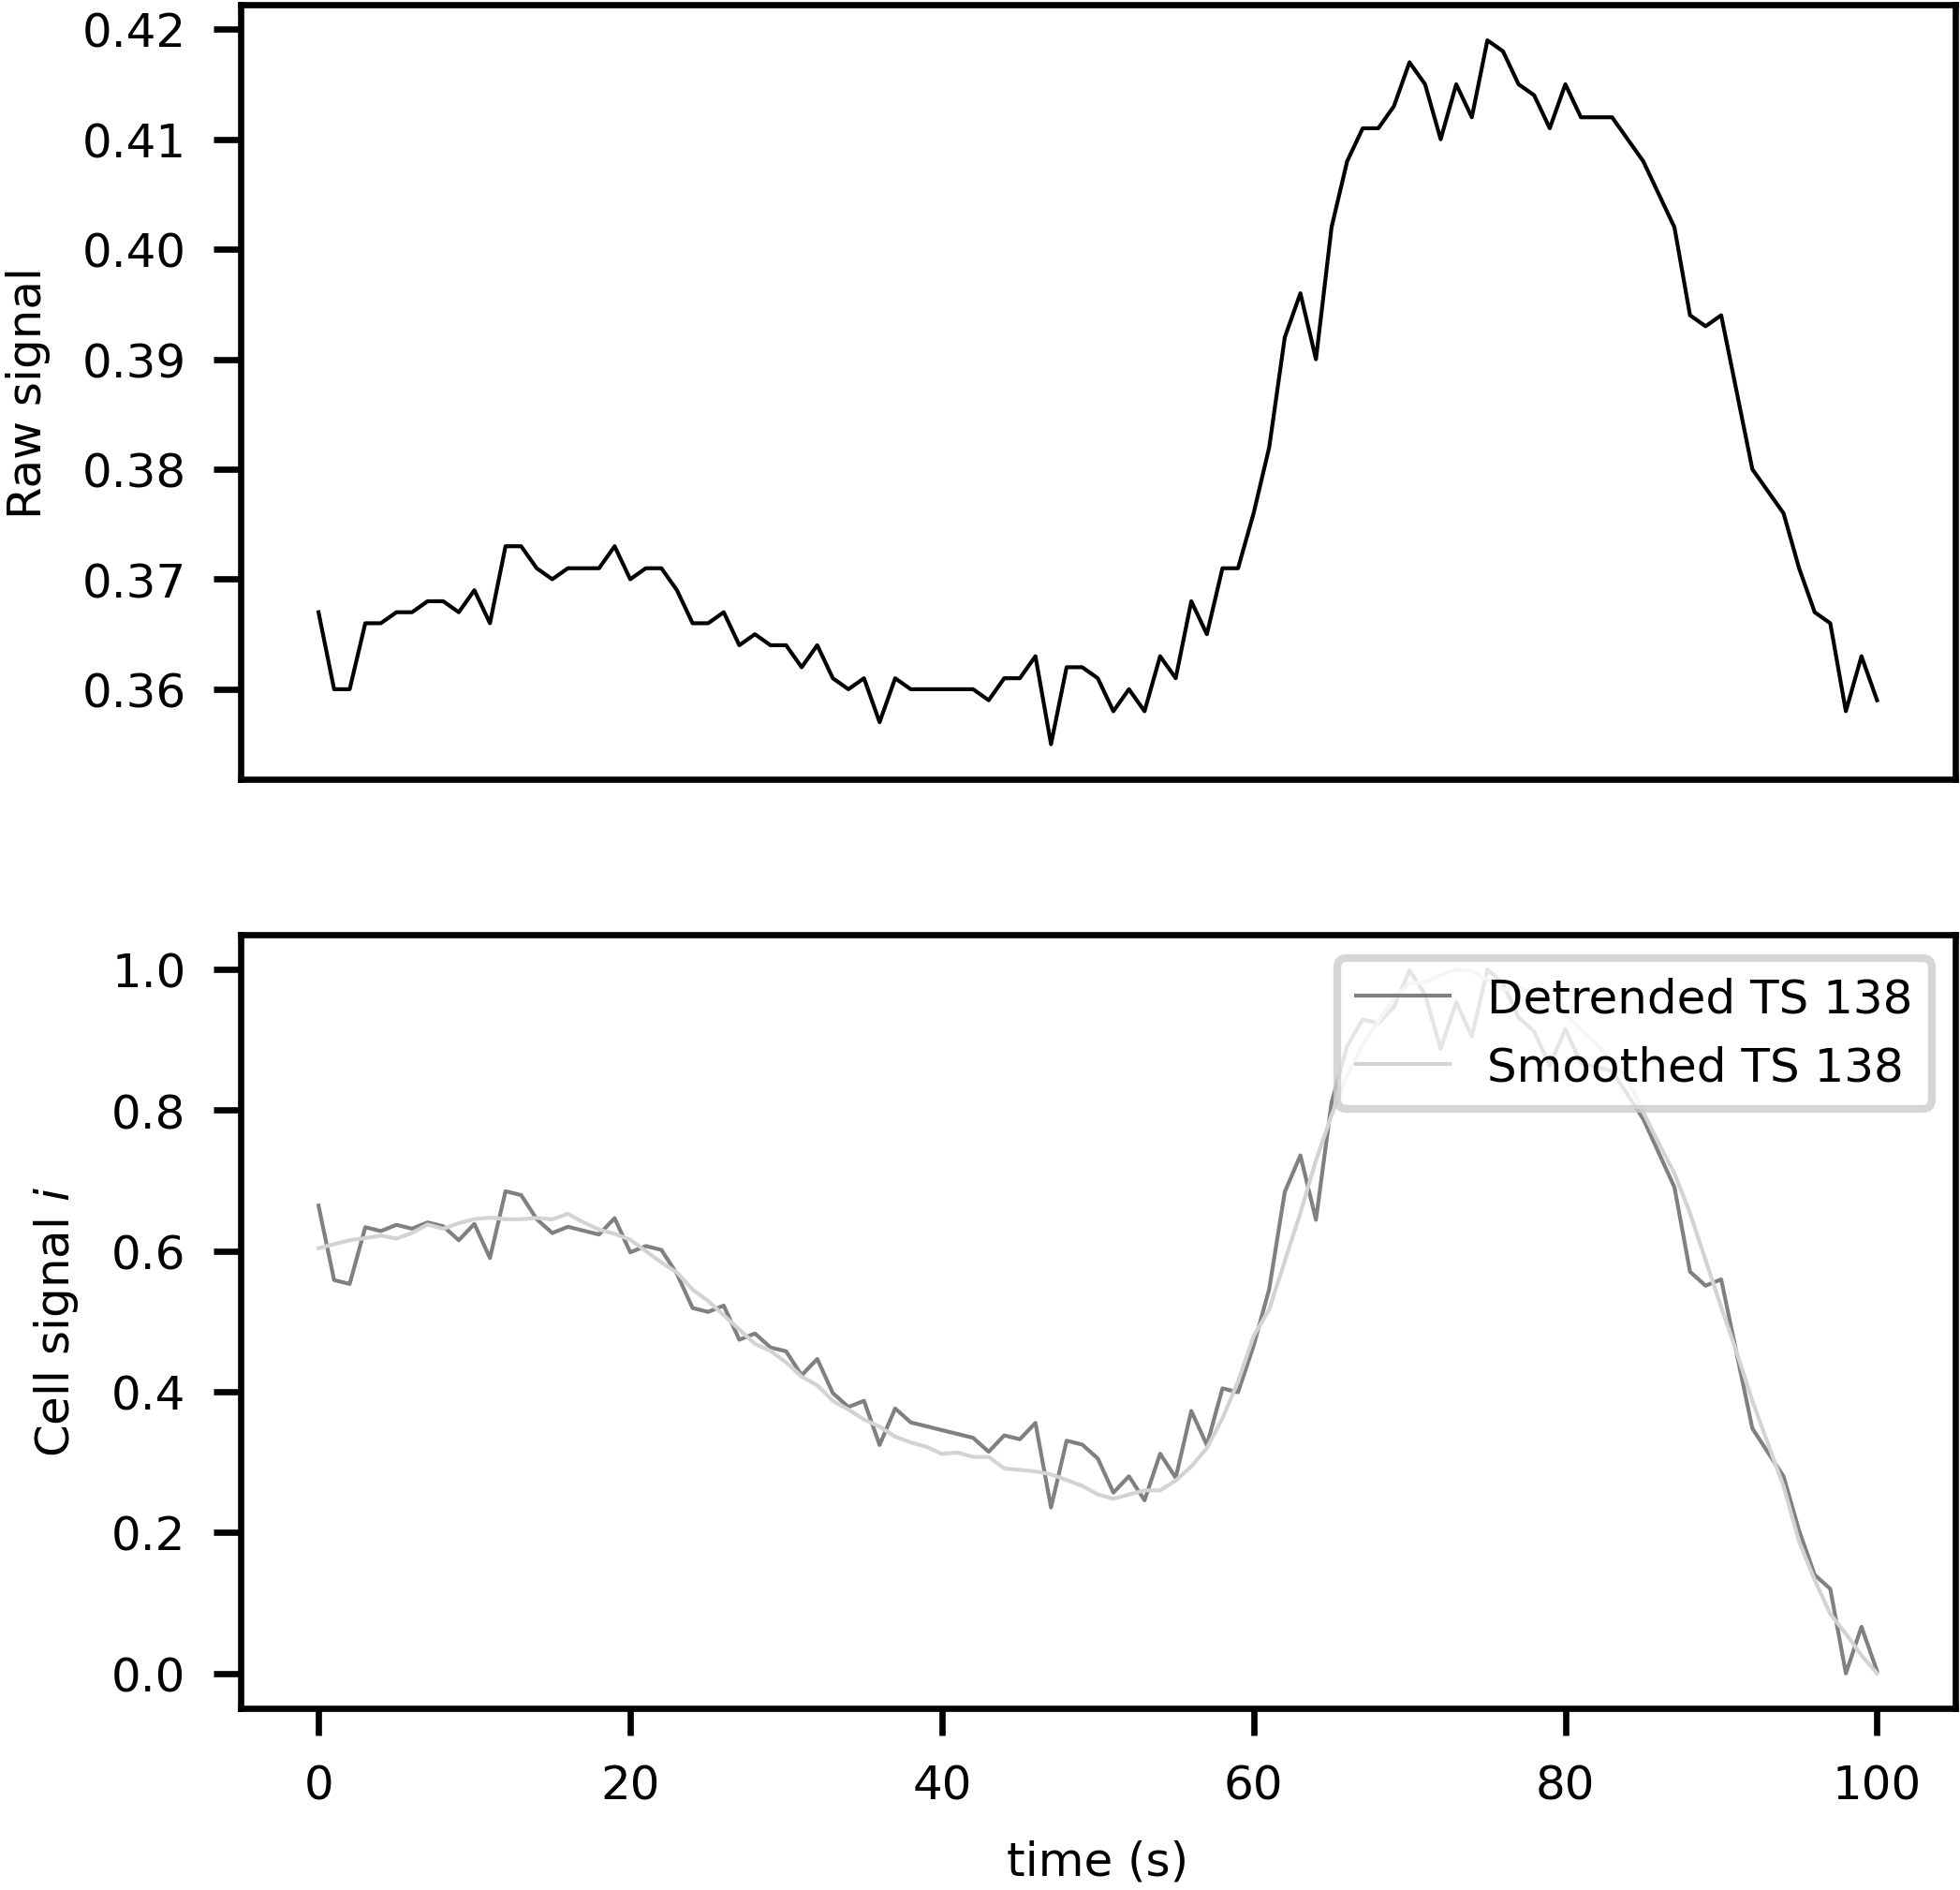 0.42
0.41
0.40
0.39
0.38
0.37
0.36
Raw signal
1.0
0.8
0.6
0.4
0.2
0.0
Cell signal i
Detrended TS 138
Smoothed TS 138
0 20 40 60 80 100
time (s)